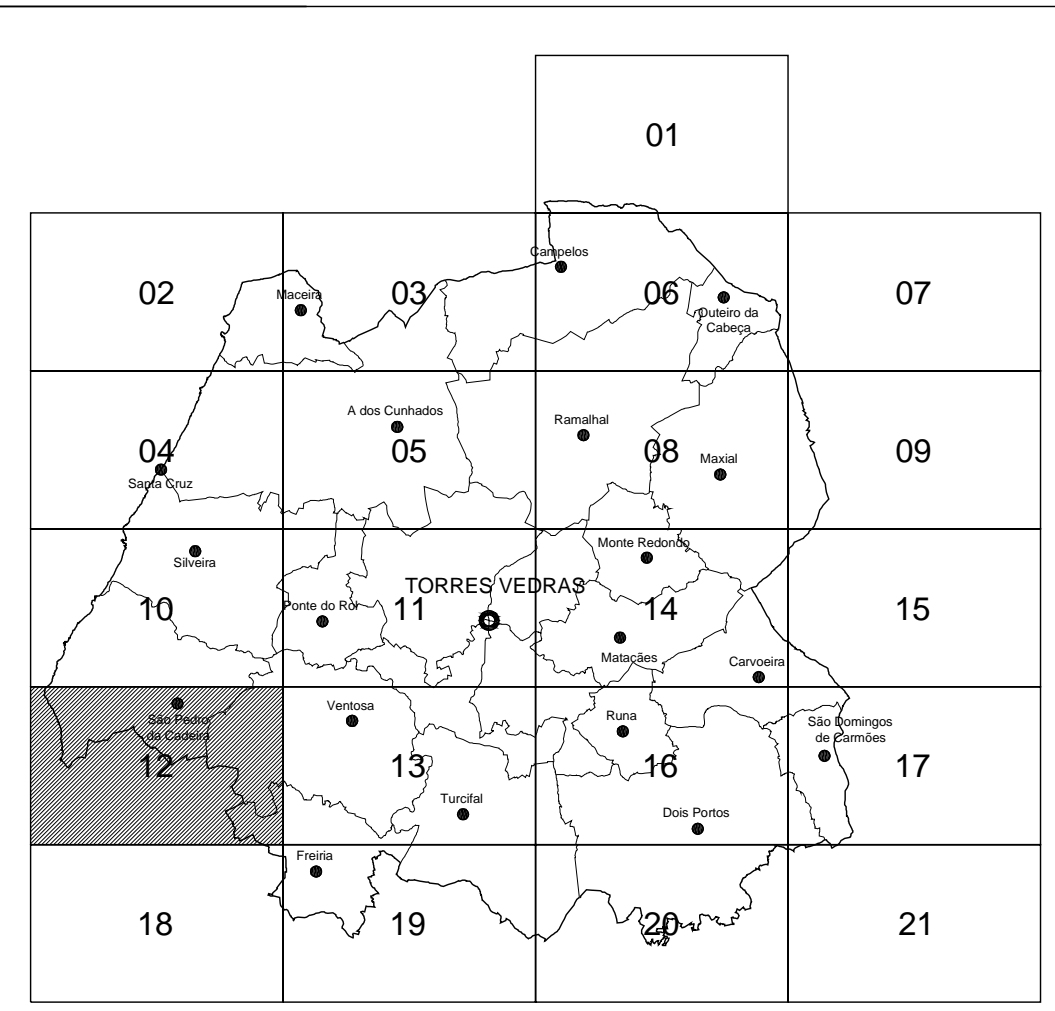 01
Campelos
02
Maceira
03
06
07
Outeiro da
Cabeça
A dos Cunhados
Ramalhal
04
05
08
09
Maxial
Santa Cruz
Monte Redondo
Silveira
TORRES VEDRAS
10
Ponte do Rol
11
14
15
Matacães
Carvoeira
São Pedro
da Cadeira
Ventosa
Runa
São Domingos
de Carmões
12
13
16
17
Turcifal
Dois Portos
Freiria
18
19
20
21